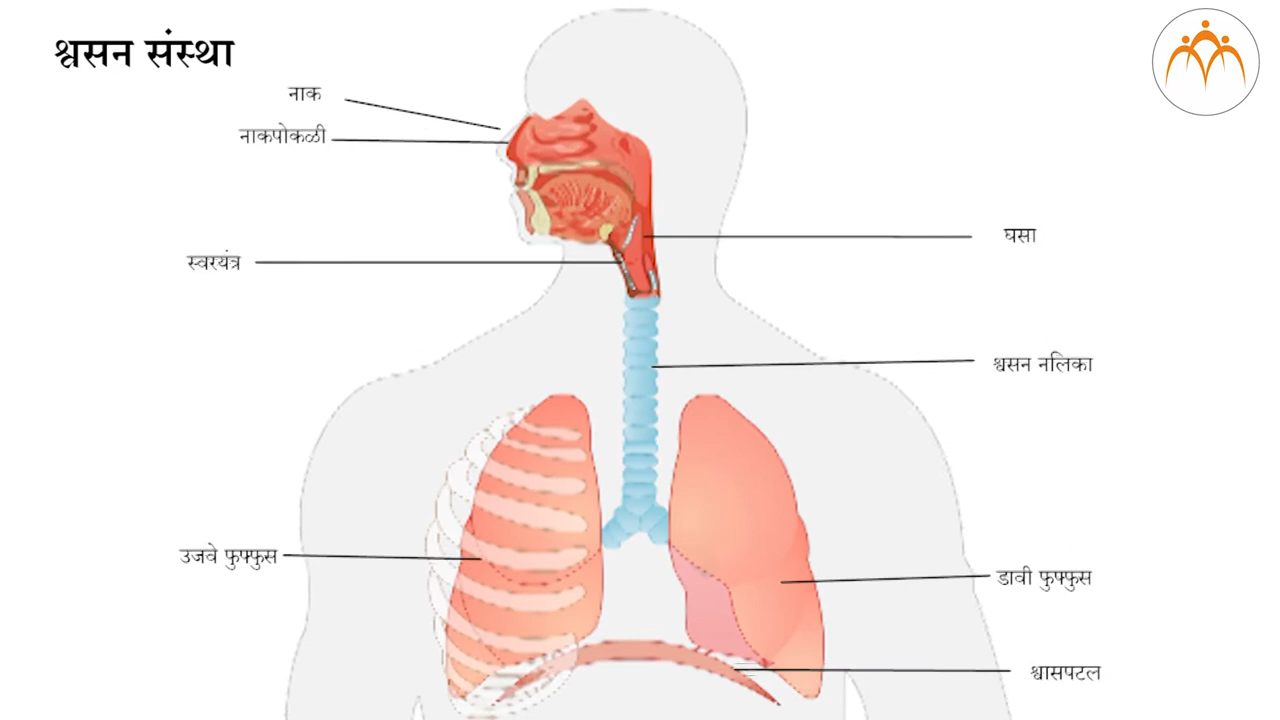 श्वसन संस्था
नाक
नाकपोकळी
घसा
स्वरयंत्र
श्वसन नलिका
उजवे फुफ्फुस
डावी फुफ्फुस
श्वासपटल